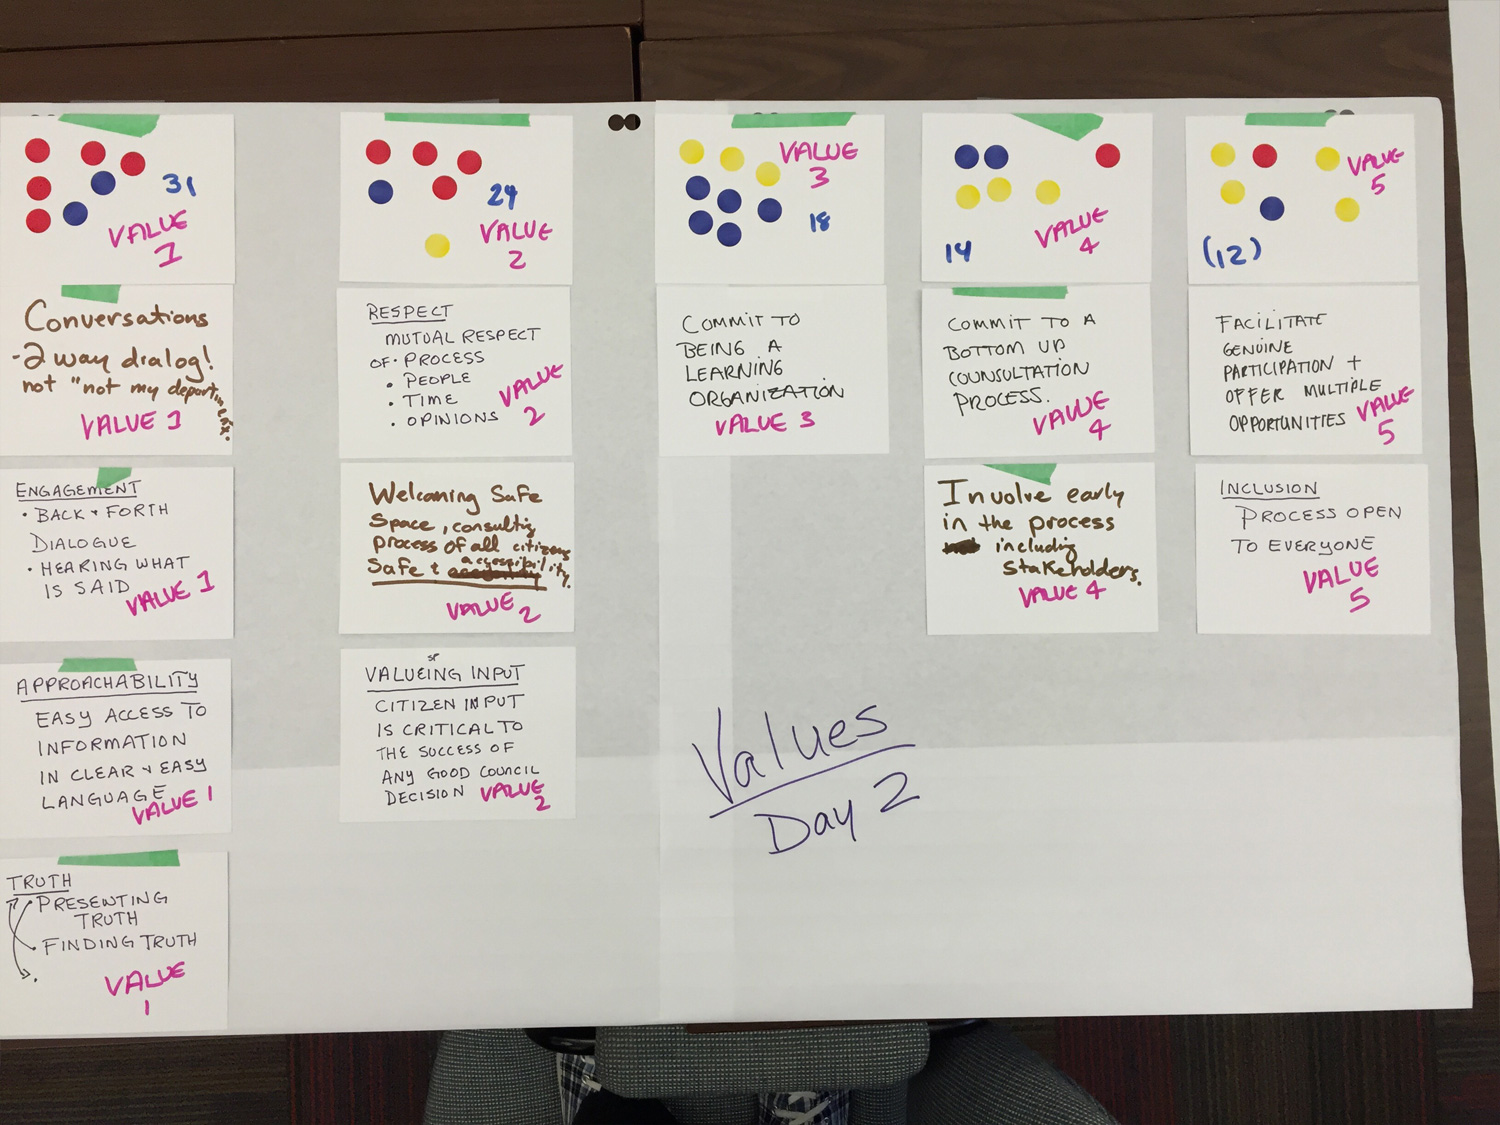 31
VALUE
1
Conversations
-2 way dialog!
not "not my department.
VALUE 1
ENGAGEMENT
• BACK + FORTH
DIALOGUE
• HEARING WHAT
IS SAID
VALUE 1
APPROACHABILITY
EASY ACCESS TO
INFORMATION
IN CLEAR + EASY
LANGUAGE
VALUE 1
TRUTH
PRESENTING
TRUTH
• FINDING TRUTH
VALUE
1
24
VALUE
2
RESPECT
MUTUAL RESPECT
OF • PROCESS
• PEOPLE
• TIME
• OPINIONS
VALUE
2
Welcoming Safe
Space, consulting
process of all citizens
Safe + accessibility.
VALUE
2
SP
VALUEING INPUT
CITIZEN INPUT
IS CRITICAL TO
THE SUCCESS OF
ANY GOOD COUNCIL
DECISION
VALUE
2
VALUE
3
18
COMMIT TO
BEING A
LEARNING
ORGANIZATION
VALUE 3
14
VALUE
4
COMMIT TO A
BOTTOM UP
COUNSULTATION
PROCESS.
VALUE
4
Involve early
in the process
including
Stakeholders.
VALUE 4
VALUE
5
(12)
FACILITATE
GENUINE
PARTICIPATION +
OFFER MULTIPLE
OPPORTUNITIES
VALUE
5
INCLUSION
PROCESS OPEN
TO EVERYONE
VALUE
5
Values
Day 2